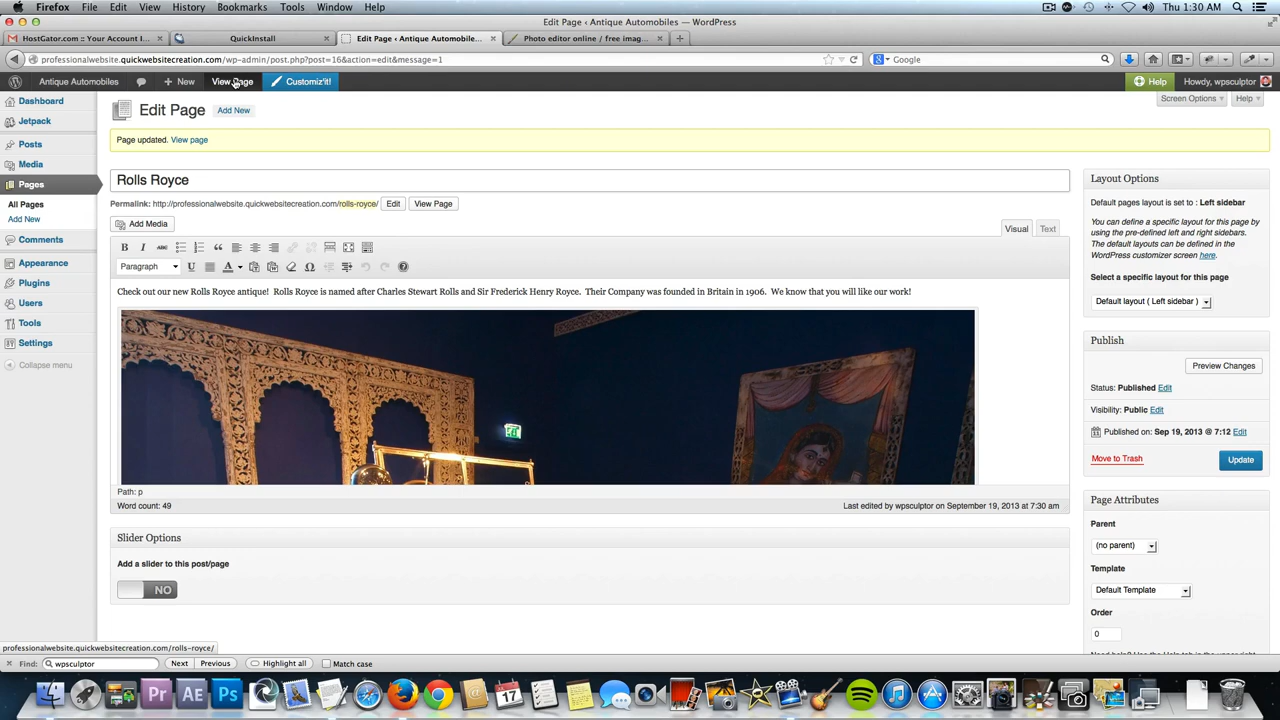 Firefox File Edit View History Bookmarks Tools Window Help Thu 1:30 AM
Edit Page ‹ Antique Automobiles — WordPress
HostGator.com :: Your Account I... QuickInstall Edit Page ‹ Antique Automobile... Photo editor online / free imag...
professionalwebsite.quickwebsitecreation.com/wp-admin/post.php?post=16&action=edit&message=1 Google
Antique Automobiles New View Page Customiz'it! Help Howdy, wpsculptor
Dashboard
Jetpack
Posts
Media
Pages
All Pages
Add New
Comments
Appearance
Plugins
Users
Tools
Settings
Collapse menu
Screen Options Help
Edit Page Add New
Page updated. View page
Rolls Royce
Permalink: http://professionalwebsite.quickwebsitecreation.com/rolls-royce/ Edit View Page
Add Media
Visual Text
B I ABC
Paragraph U A Ω
Check out our new Rolls Royce antique! Rolls Royce is named after Charles Stewart Rolls and Sir Frederick Henry Royce. Their Company was founded in Britain in 1906. We know that you will like our work!
Path: p
Word count: 49 Last edited by wpsculptor on September 19, 2013 at 7:30 am
Slider Options
Add a slider to this post/page
NO
Layout Options
Default pages layout is set to : Left sidebar
You can define a specific layout for this page by
using the pre-defined left and right sidebars.
The default layouts can be defined in the
WordPress customizer screen here.
Select a specific layout for this page
Default layout ( Left sidebar )
Publish
Preview Changes
Status: Published Edit
Visibility: Public Edit
Published on: Sep 19, 2013 @ 7:12 Edit
Move to Trash Update
Page Attributes
Parent
(no parent)
Template
Default Template
Order
0
professionalwebsite.quickwebsitecreation.com/rolls-royce/
Find: wpsculptor Next Previous Highlight all Match case
Pr Ae Ps 17